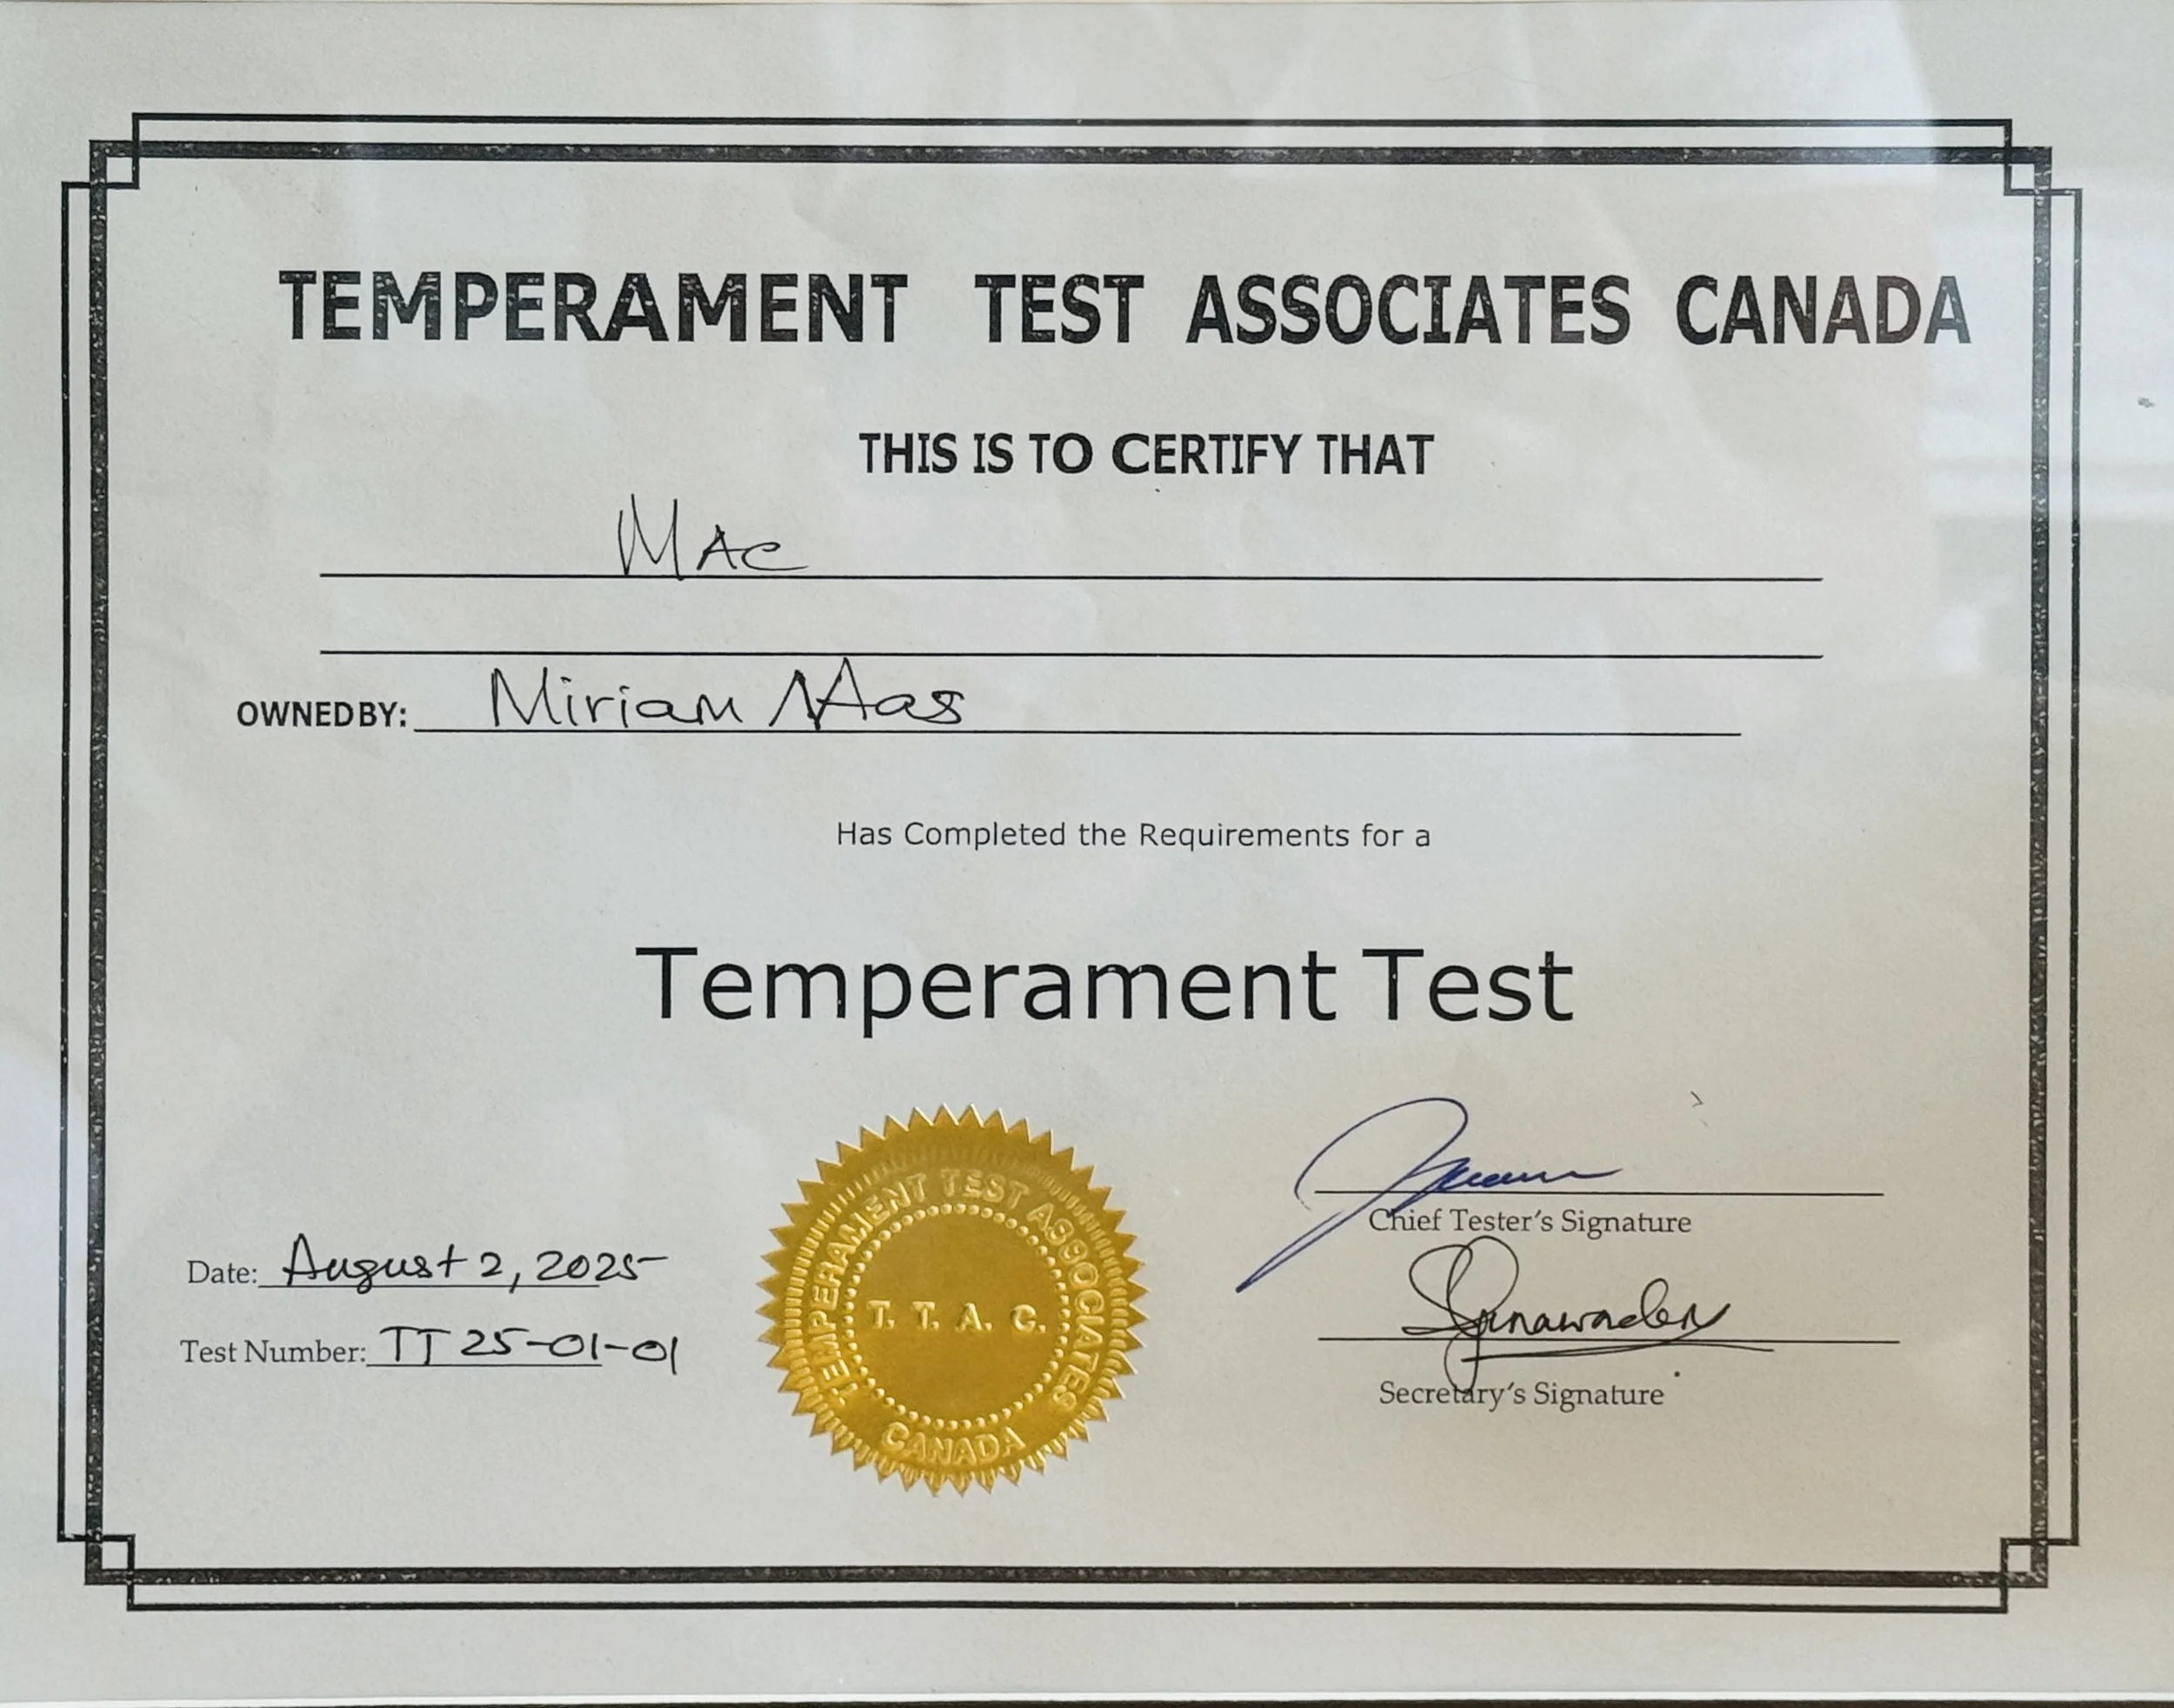 TEMPERAMENT TEST ASSOCIATES CANADA
THIS IS TO CERTIFY THAT
Mac
OWNED BY: Miriam Maas
Has Completed the Requirements for a
Temperament Test
Chief Tester's Signature
Date: August 2, 2025
Test Number: TT 25-01-01
Secretary's Signature
TEMPERAMENT TEST ASSOCIATES
T. T. A. C.
CANADA